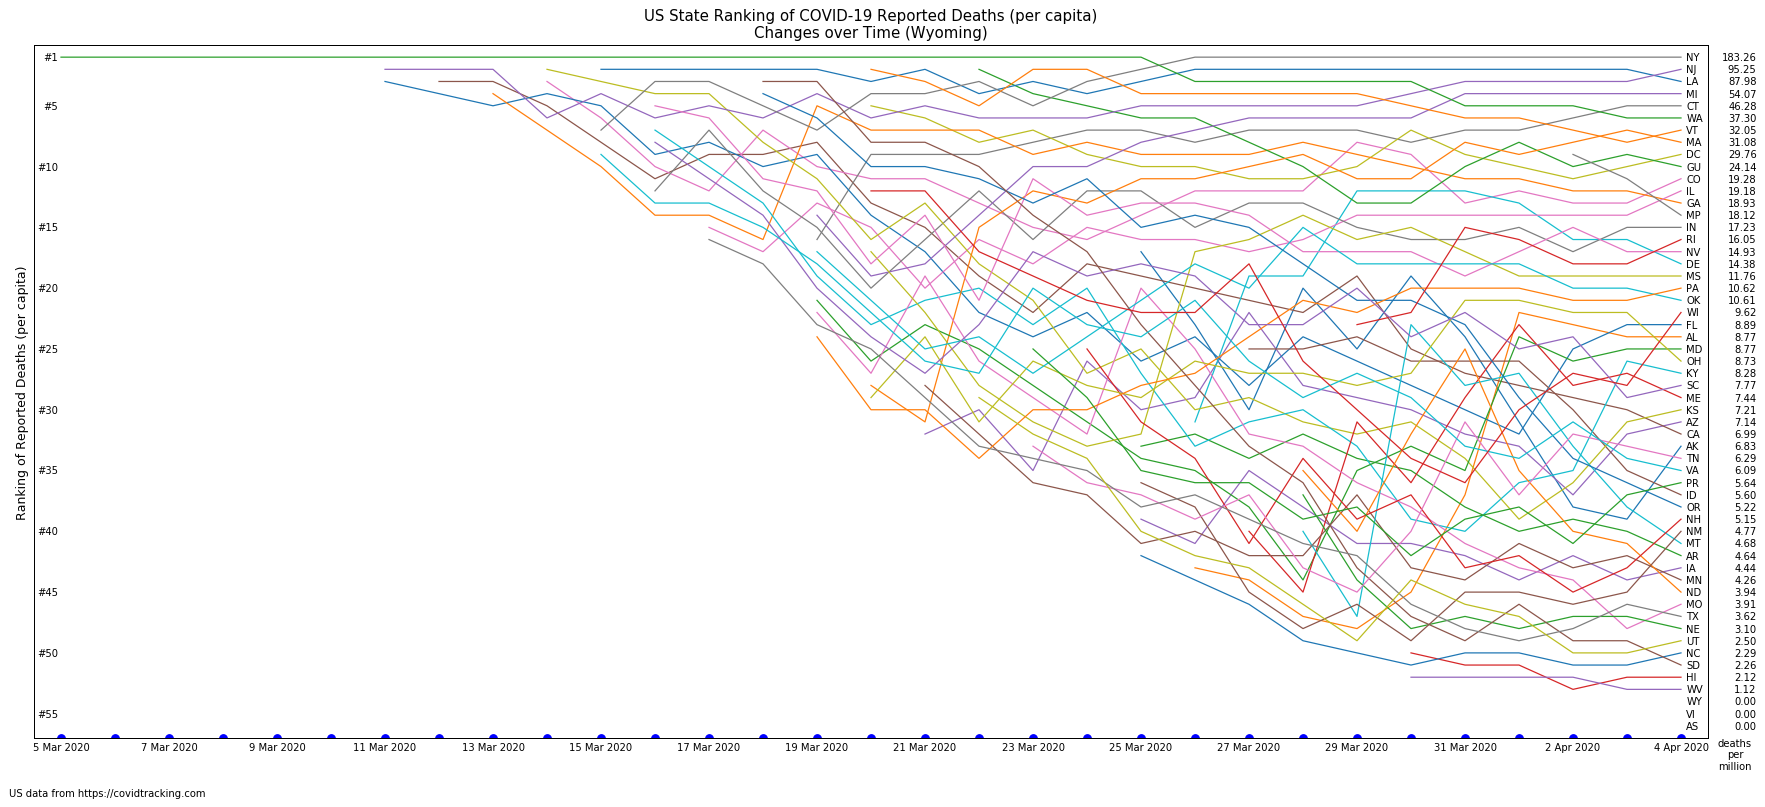 US State Ranking of COVID-19 Reported Deaths (per capita)
Changes over Time (Wyoming)
Ranking of Reported Deaths (per capita)
#1
#5
#10
#15
#20
#25
#30
#35
#40
#45
#50
#55
NY 183.26
NJ 95.25
LA 87.98
MI 54.07
CT 46.28
WA 37.30
VT 32.05
MA 31.08
DC 29.76
GU 24.14
CO 19.28
IL 19.18
GA 18.93
MP 18.12
IN 17.23
RI 16.05
NV 14.93
DE 14.38
MS 11.76
PA 10.62
OK 10.61
WI 9.62
FL 8.89
AL 8.77
MD 8.77
OH 8.73
KY 8.28
SC 7.77
ME 7.44
KS 7.21
AZ 7.14
CA 6.99
AK 6.83
TN 6.29
VA 6.09
PR 5.64
ID 5.60
OR 5.22
NH 5.15
NM 4.77
MT 4.68
AR 4.64
IA 4.44
MN 4.26
ND 3.94
MO 3.91
TX 3.62
NE 3.10
UT 2.50
NC 2.29
SD 2.26
HI 2.12
WV 1.12
WY 0.00
VI 0.00
AS 0.00
5 Mar 2020 7 Mar 2020 9 Mar 2020 11 Mar 2020 13 Mar 2020 15 Mar 2020 17 Mar 2020 19 Mar 2020 21 Mar 2020 23 Mar 2020 25 Mar 2020 27 Mar 2020 29 Mar 2020 31 Mar 2020 2 Apr 2020 4 Apr 2020
deaths
per
million
US data from https://covidtracking.com